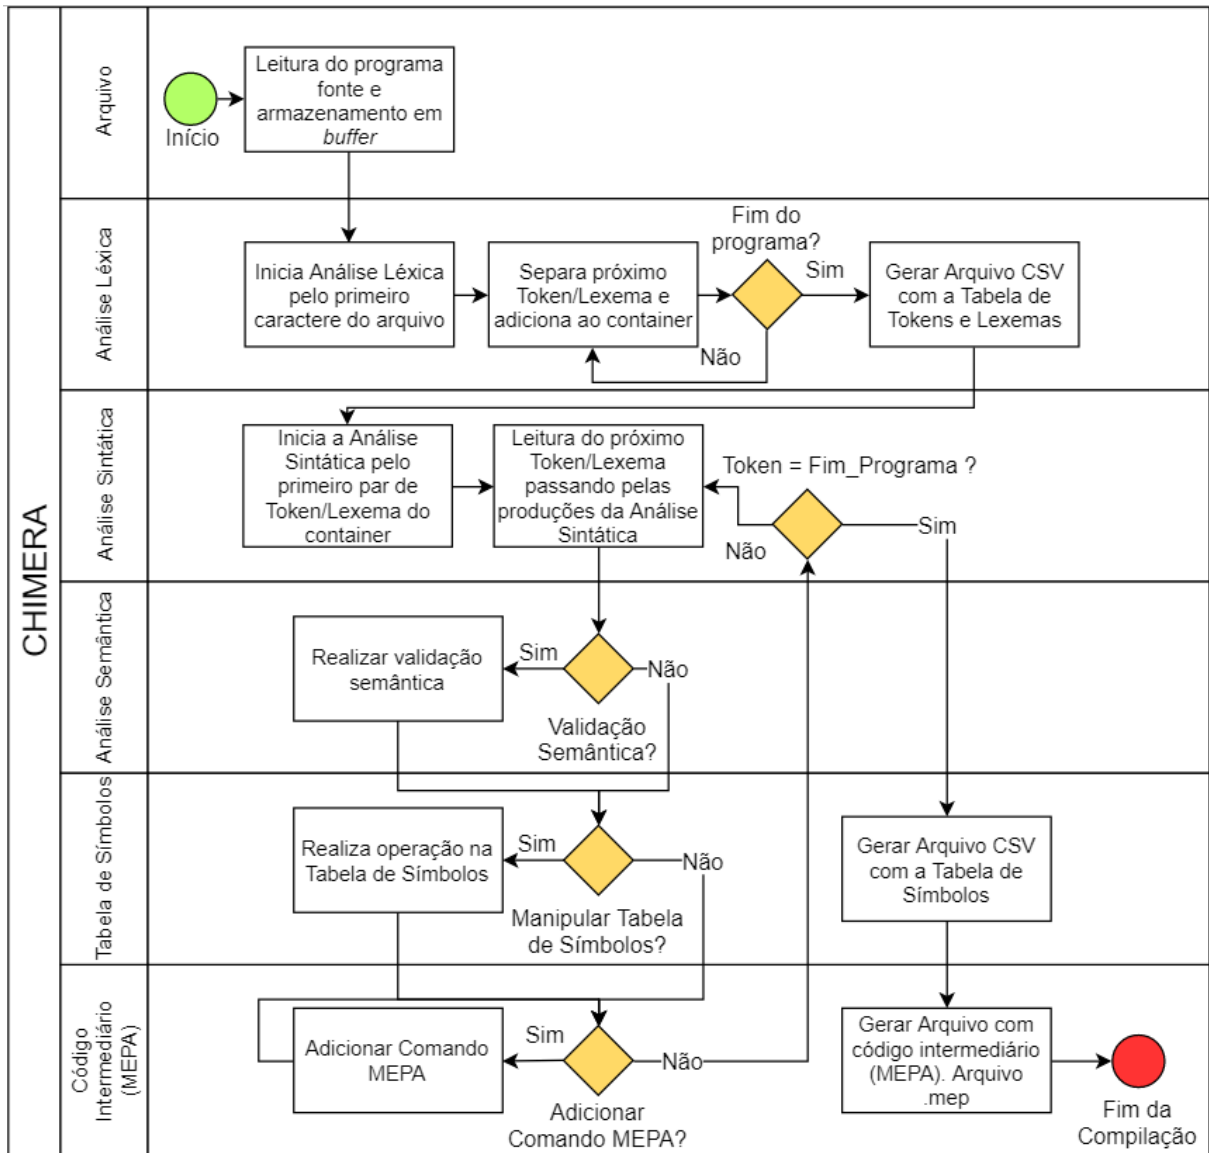 CHIMERA
Arquivo
Início
Leitura do programa
fonte e
armazenamento em
buffer
Análise Léxica
Inicia Análise Léxica
pelo primeiro
caractere do arquivo
Separa próximo
Token/Lexema e
adiciona ao container
Fim do
programa?
Sim
Não
Gerar Arquivo CSV
com a Tabela de
Tokens e Lexemas
Análise Sintática
Inicia a Análise
Sintática pelo
primeiro par de
Token/Lexema do
container
Leitura do próximo
Token/Lexema
passando pelas
produções da Análise
Sintática
Token = Fim_Programa ?
Não
Sim
Análise Semântica
Realizar validação
semântica
Sim
Não
Validação
Semântica?
Tabela de Símbolos
Realiza operação na
Tabela de Símbolos
Sim
Não
Manipular Tabela
de Símbolos?
Gerar Arquivo CSV
com a Tabela de
Símbolos
Código
Intermediário
(MEPA)
Adicionar Comando
MEPA
Sim
Não
Adicionar
Comando MEPA?
Gerar Arquivo com
código intermediário
(MEPA). Arquivo
.mep
Fim da
Compilação